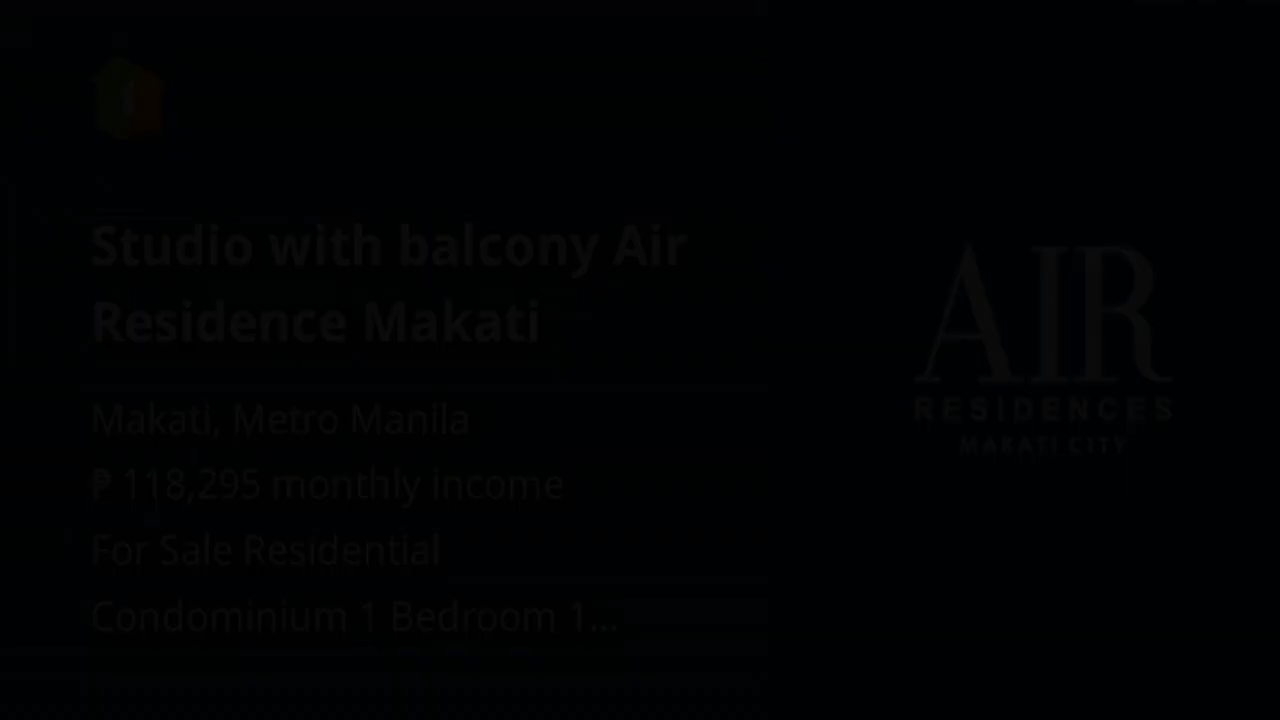 Studio with balcony Air
Residence Makati
Makati, Metro Manila
₱ 118,295 monthly income
For Sale Residential
Condominium 1 Bedroom 1...
AIR
RESIDENCES
MAKATI CITY